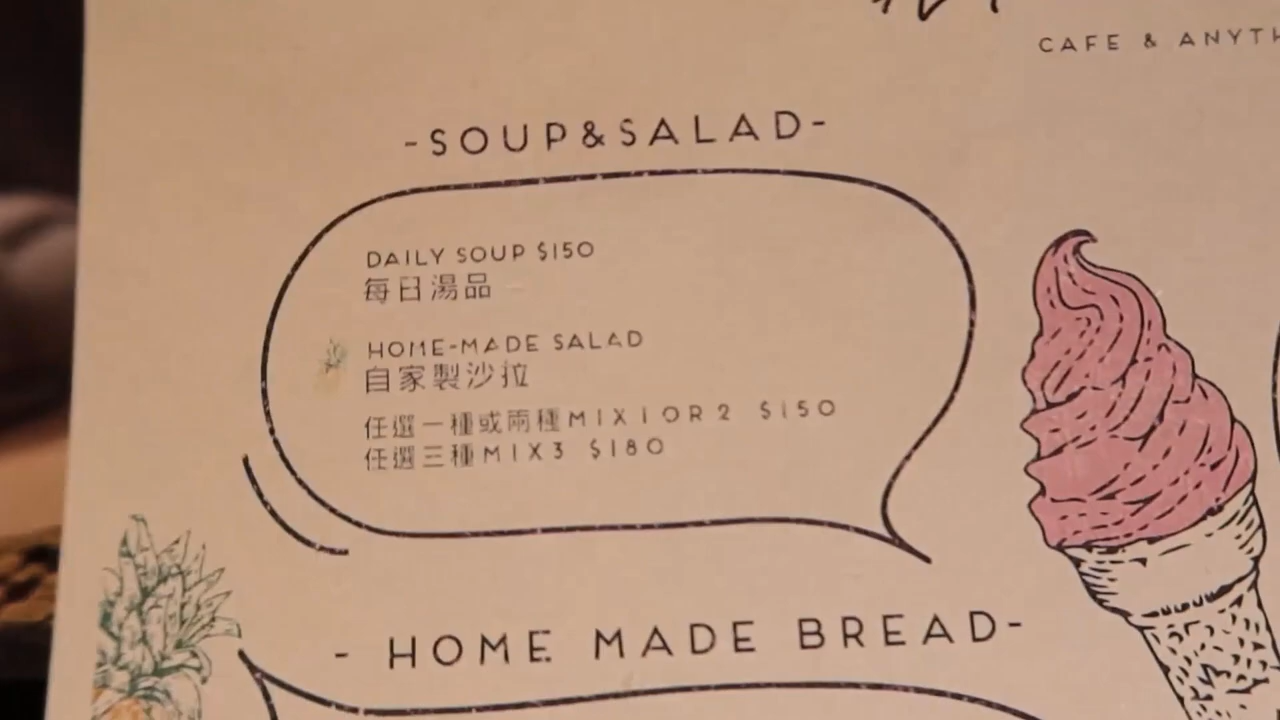 CAFE & ANYTH
-SOUP&SALAD-
DAILY SOUP $150
每日湯品
HOME-MADE SALAD
自家製沙拉
任選一種或兩種MIX 1 OR 2 $150
任選三種MIX3 $180
- HOME MADE BREAD-